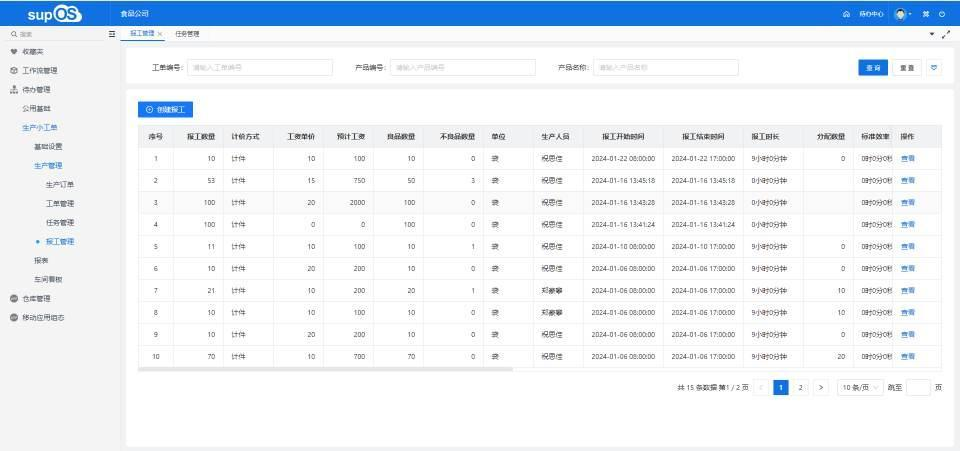 supOS 食品公司 待办中心
搜索 报工管理 任务管理
收藏夹
工作流管理
待办管理
公用基础
生产小工单
基础设置
生产管理
生产订单
工单管理
任务管理
报工管理
报表
车间看板
仓库管理
移动应用组态
工单编号: 请输入工单编号 产品编号: 请输入产品编号 产品名称: 请输入产品名称 查 询 重 置
创建报工
序号 报工数量 计价方式 工资单价 预计工资 良品数量 不良品数量 单位 生产人员 报工开始时间 报工结束时间 报工时长 分配数量 标准效率 操作
1 10 计件 10 100 10 0 袋 祝思佳 2024-01-22 08:00:00 2024-01-22 17:00:00 9小时0分钟 0 0时0分0秒 查看
2 53 计件 15 750 50 3 袋 祝思佳 2024-01-16 13:45:18 2024-01-16 13:45:18 0小时0分钟 0时0分0秒 查看
3 100 计件 20 2000 100 0 袋 祝思佳 2024-01-16 13:43:28 2024-01-16 13:43:28 0小时0分钟 0时0分0秒 查看
4 100 计件 0 0 100 0 袋 祝思佳 2024-01-16 13:41:24 2024-01-16 13:41:24 0小时0分钟 0时0分0秒 查看
5 11 计件 10 100 10 1 袋 祝思佳 2024-01-10 08:00:00 2024-01-10 17:00:00 9小时0分钟 0 0时0分0秒 查看
6 10 计件 20 200 10 0 袋 祝思佳 2024-01-06 08:00:00 2024-01-06 17:00:00 9小时0分钟 0 0时0分0秒 查看
7 21 计件 10 200 20 1 袋 2024-01-06 08:00:00 2024-01-06 17:00:00 9小时0分钟 10 0时0分0秒 查看
8 10 计件 10 100 10 0 袋 2024-01-06 08:00:00 2024-01-06 17:00:00 9小时0分钟 10 0时0分0秒 查看
9 10 计件 20 200 10 0 袋 祝思佳 2024-01-06 08:00:00 2024-01-06 17:00:00 9小时0分钟 0 0时0分0秒 查看
10 70 计件 10 700 70 0 袋 祝思佳 2024-01-06 08:00:00 2024-01-06 17:00:00 9小时0分钟 20 0时0分0秒 查看
共 15 条数据 第1 / 2 页 1 2 10 条/页 跳至 页